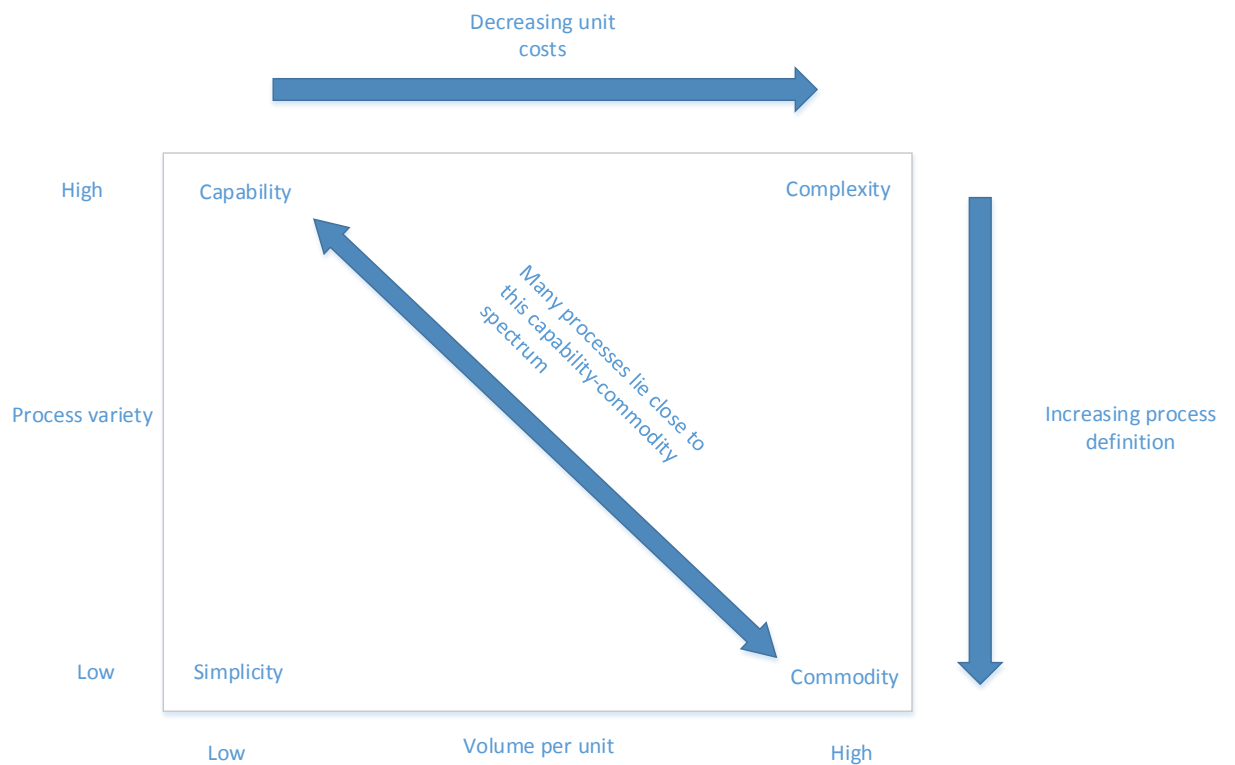 Decreasing unit
costs
High
Capability
Complexity
Many processes lie close to
this capability-commodity
spectrum
Process variety
Increasing process
definition
Low
Simplicity
Commodity
Low
Volume per unit
High